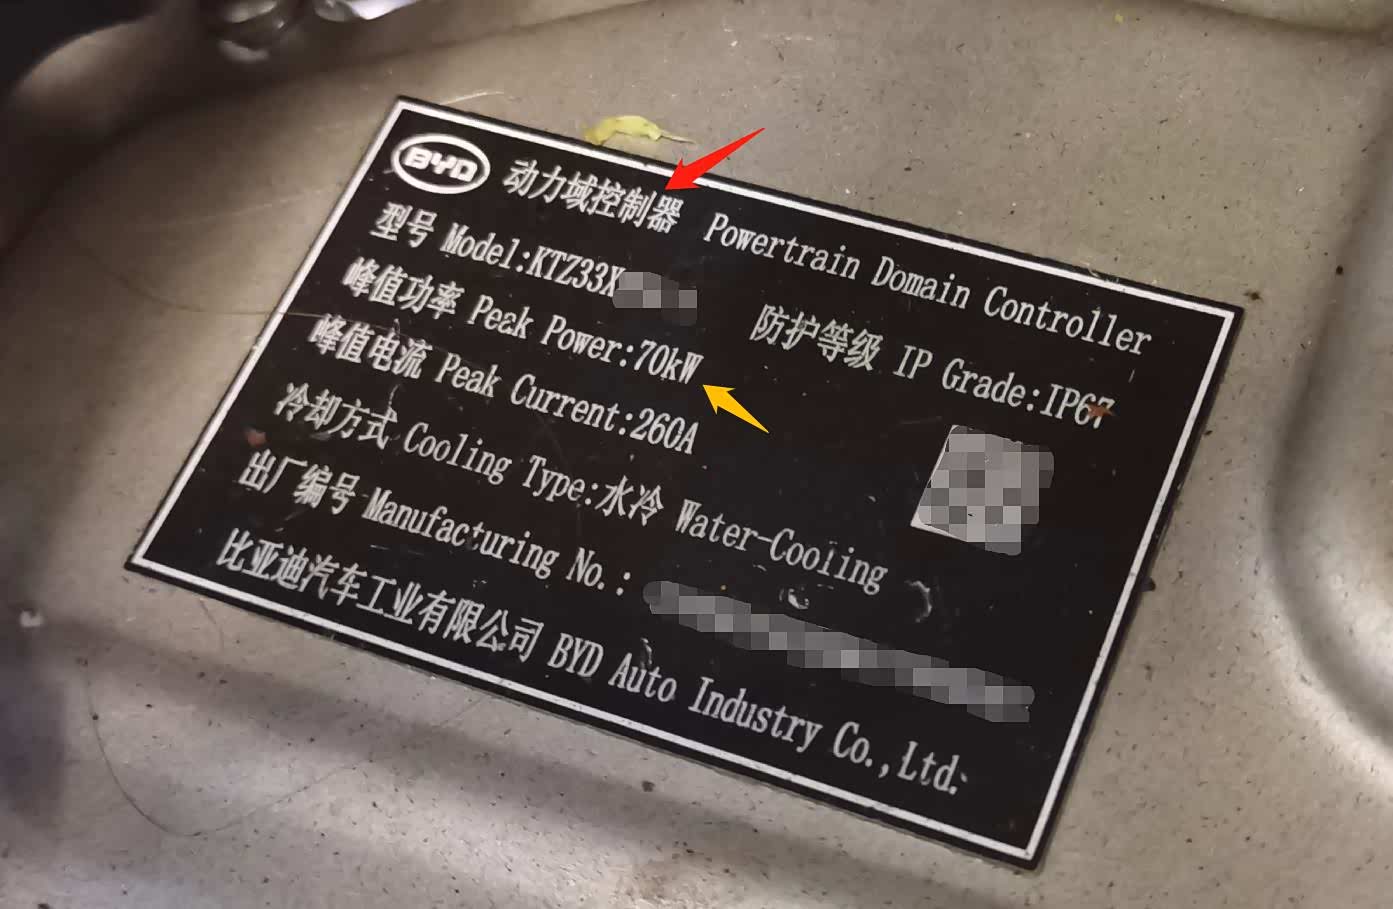 BYD 动力域控制器 Powertrain Domain Controller
型号 Model:KTZ33X
峰值功率 Peak Power:70kW 防护等级 IP Grade:IP67
峰值电流 Peak Current:260A
冷却方式 Cooling Type:水冷 Water-Cooling
出厂编号 Manufacturing No.:
比亚迪汽车工业有限公司 BYD Auto Industry Co.,Ltd.